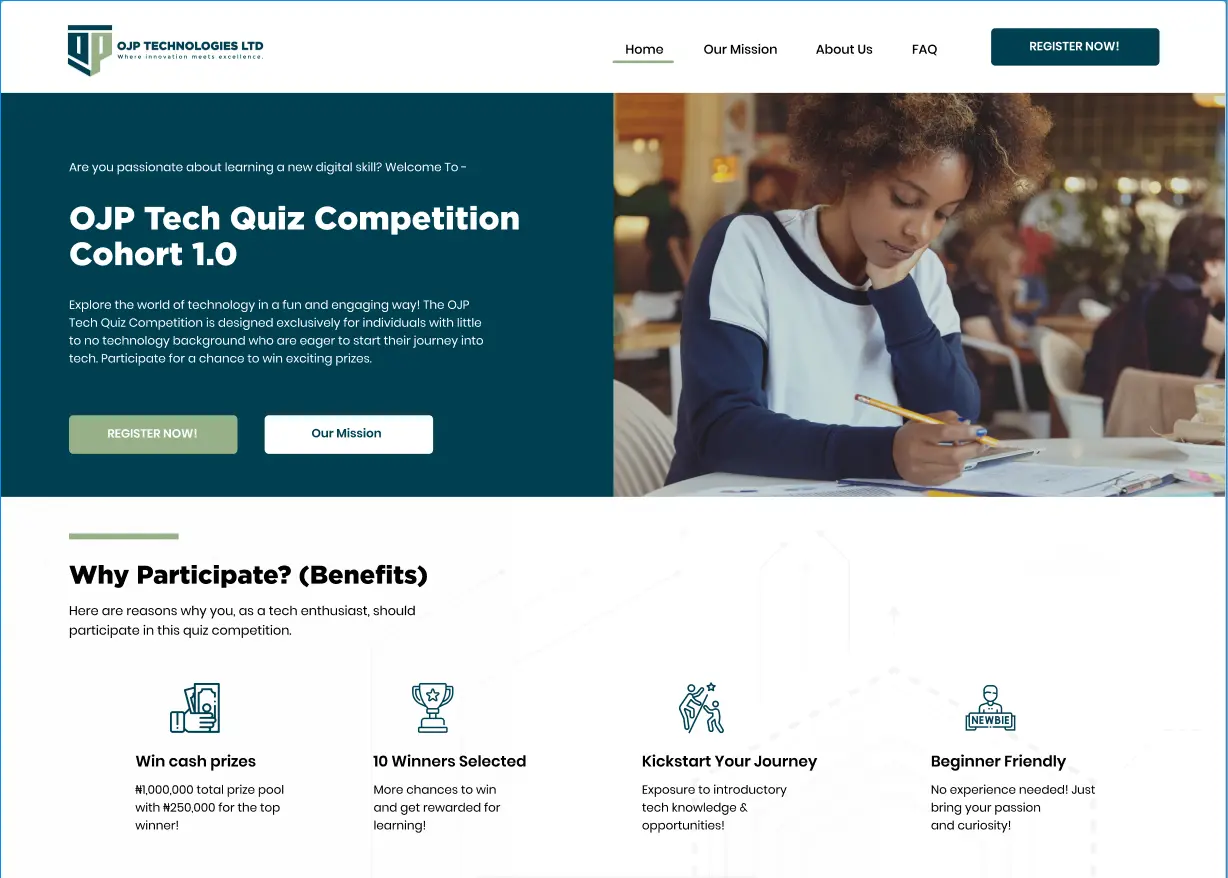 OJP TECHNOLOGIES LTD
Where innovation meets excellence.
Home
Our Mission
About Us
FAQ
REGISTER NOW!
Are you passionate about learning a new digital skill? Welcome To -
OJP Tech Quiz Competition
Cohort 1.0
Explore the world of technology in a fun and engaging way! The OJP
Tech Quiz Competition is designed exclusively for individuals with little
to no technology background who are eager to start their journey into
tech. Participate for a chance to win exciting prizes.
REGISTER NOW!
Our Mission
Why Participate? (Benefits)
Here are reasons why you, as a tech enthusiast, should
participate in this quiz competition.
Win cash prizes
₦1,000,000 total prize pool
with ₦250,000 for the top
winner!
10 Winners Selected
More chances to win
and get rewarded for
learning!
Kickstart Your Journey
Exposure to introductory
tech knowledge &
opportunities!
NEWBIE
Beginner Friendly
No experience needed! Just
bring your passion
and curiosity!